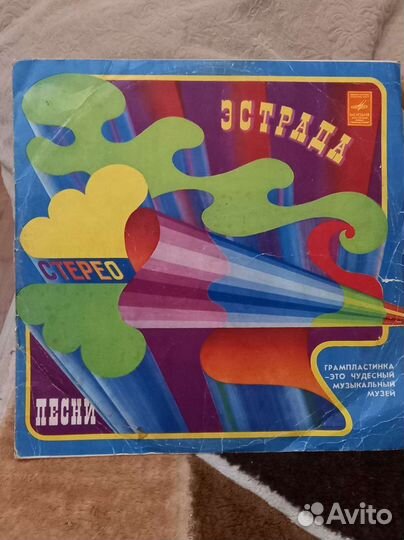 ЭСТРАДА
СТЕРЕО
ГРАМПЛАСТИНКА
-ЭТО ЧУДЕСНЫЙ
МУЗЫКАЛЬНЫЙ
МУЗЕЙ
ПЕСНИ
Avito